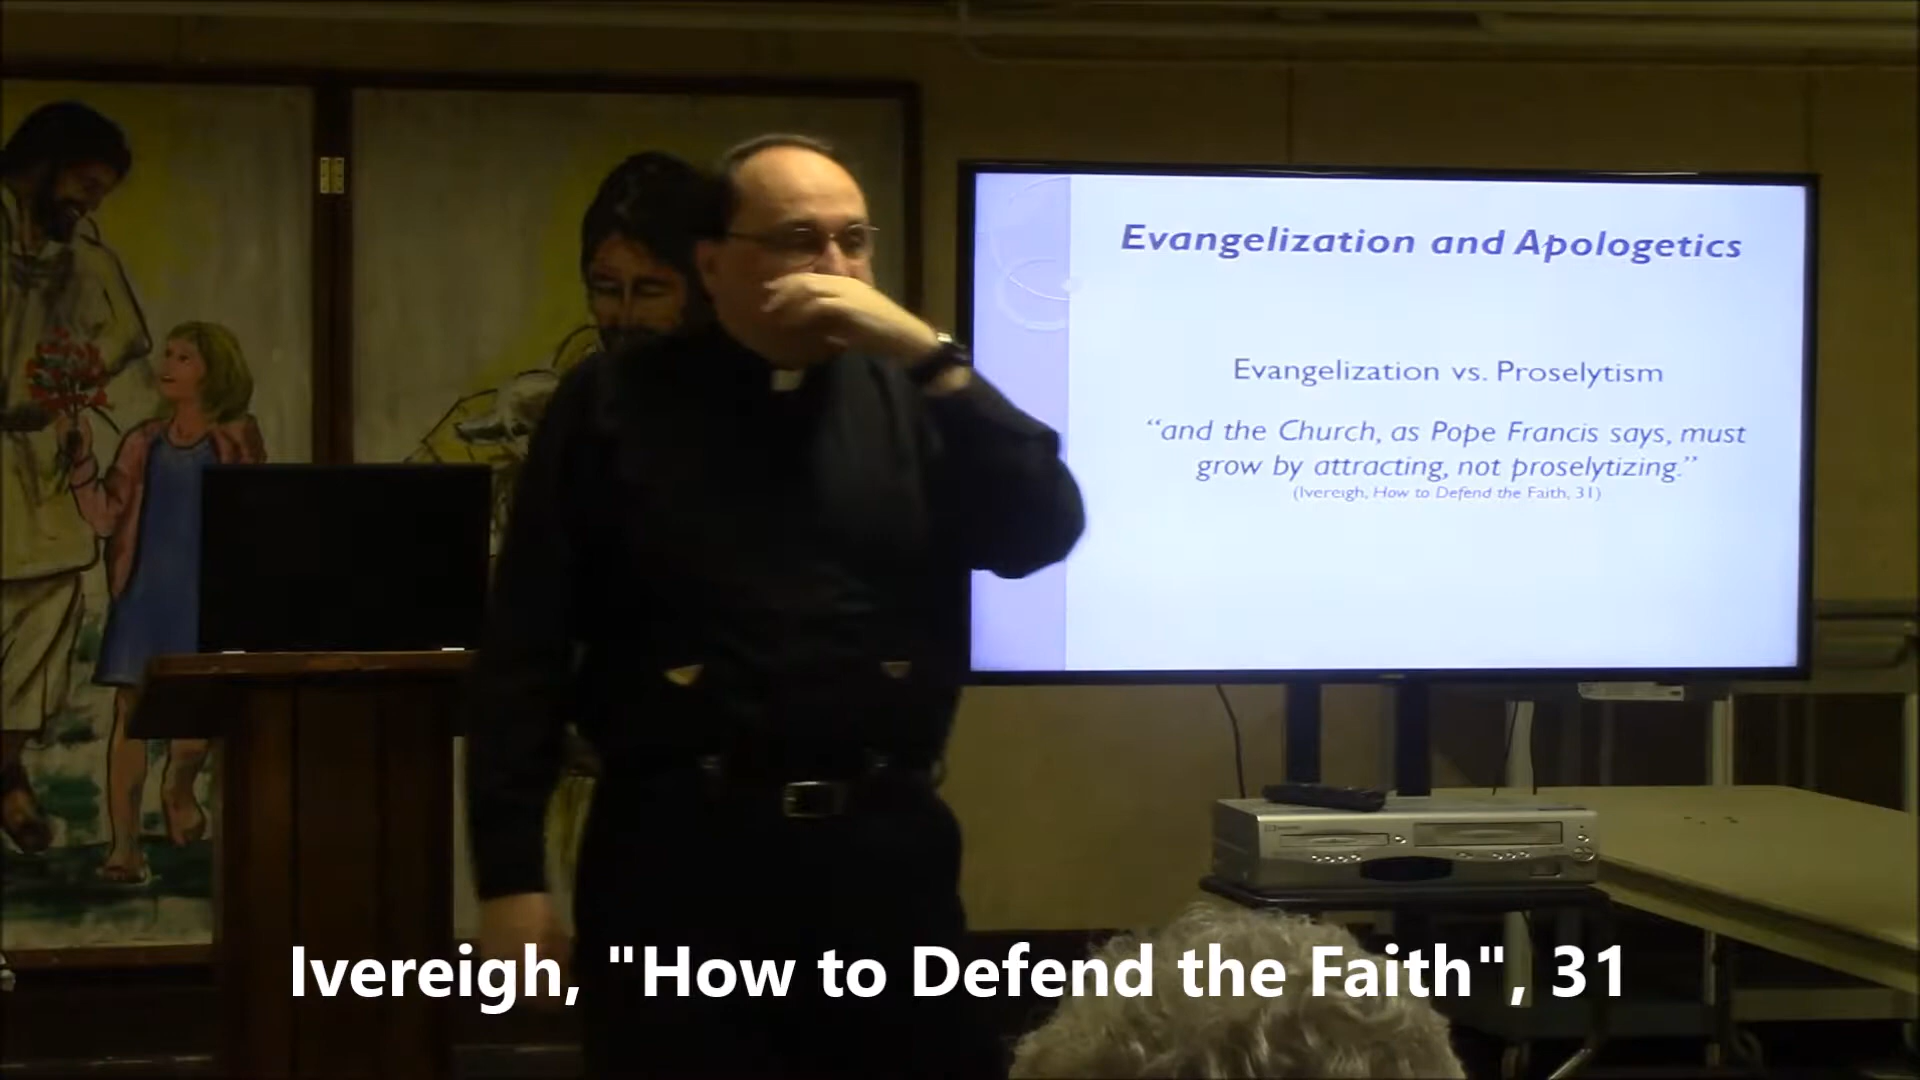 Evangelization and Apologetics
Evangelization vs. Proselytism
“and the Church, as Pope Francis says, must
grow by attracting, not proselytizing.”
(Ivereigh, How to Defend the Faith, 31)
Ivereigh, "How to Defend the Faith", 31